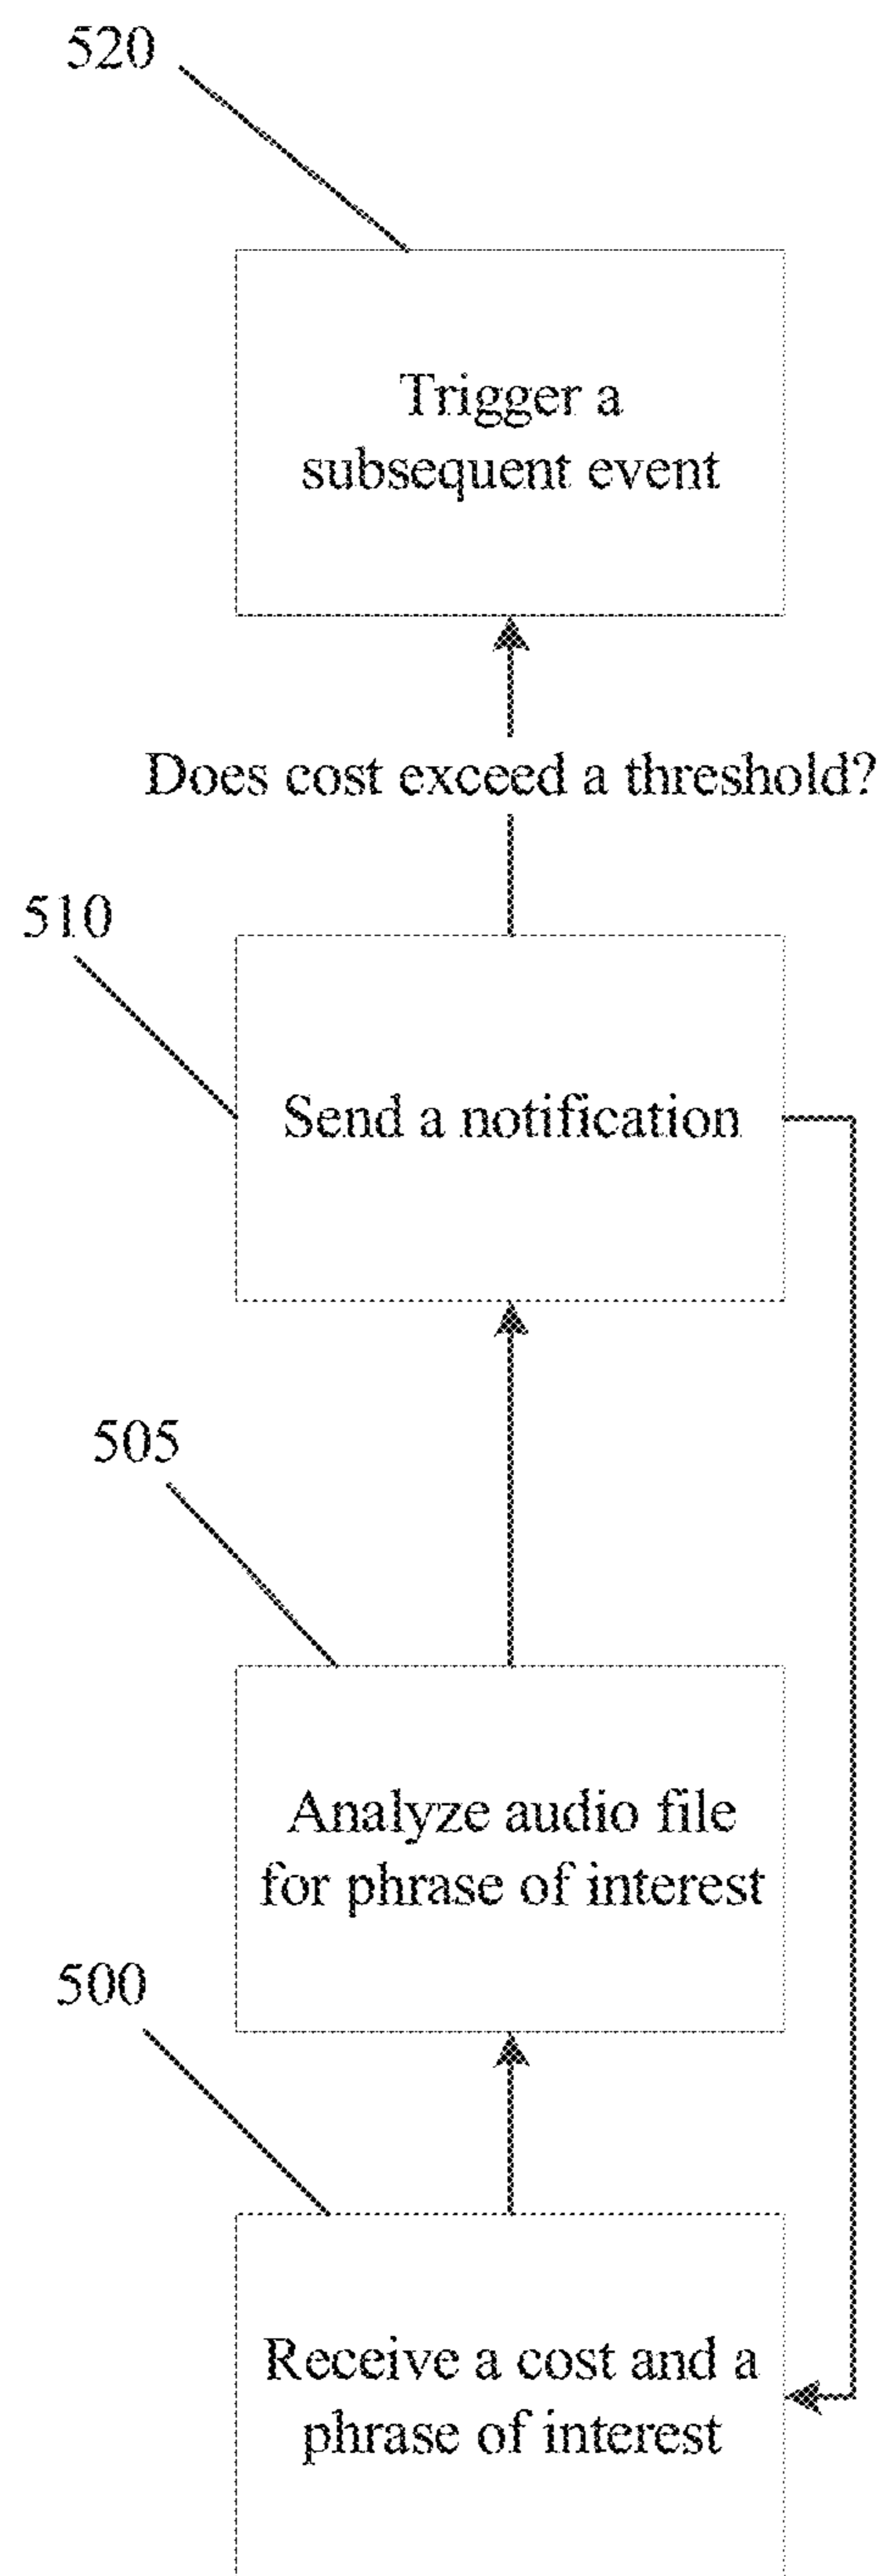 520
Trigger a
subsequent event
Does cost exceed a threshold?
510
Send a notification
505
Analyze audio file
for phrase of interest
500
Receive a cost and a
phrase of interest